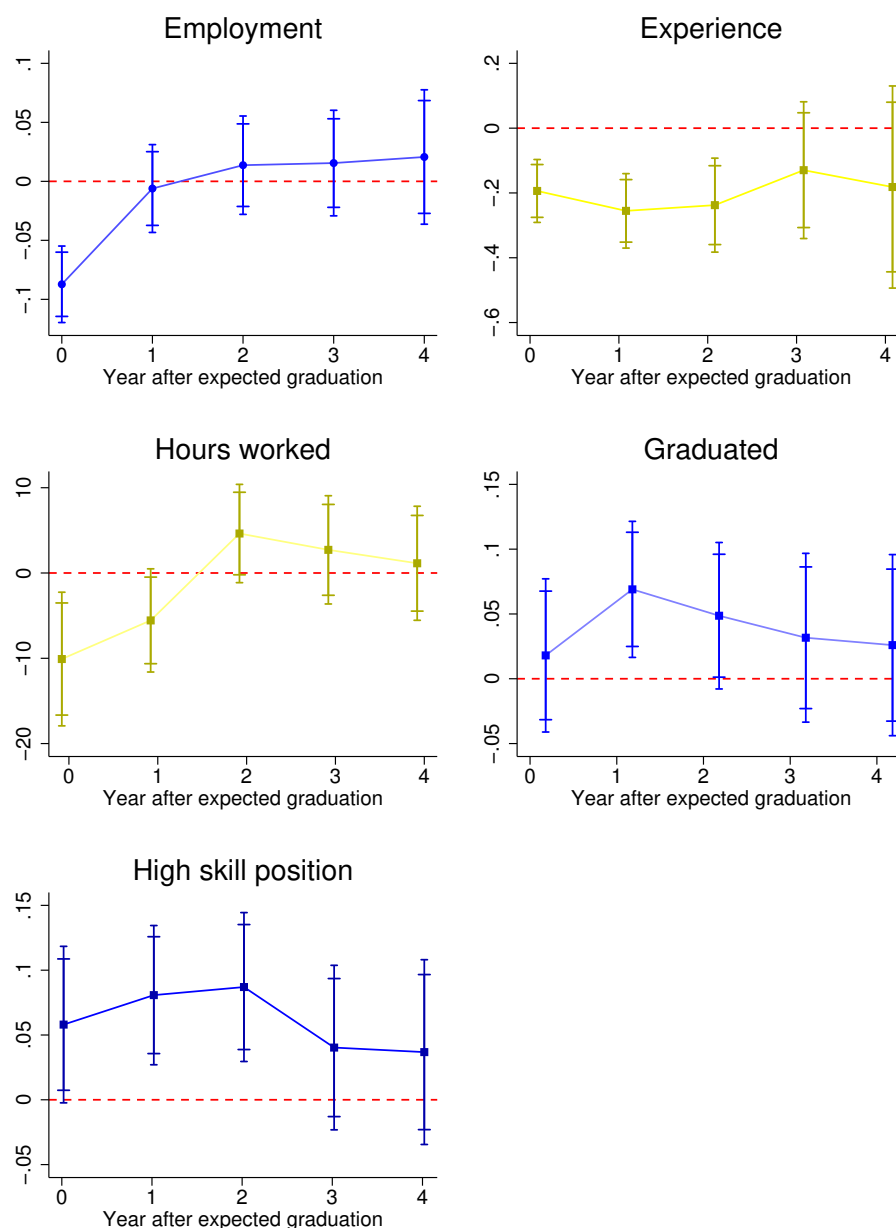 Employment
.1
.05
0
-.05
-.1
0 1 2 3 4
Year after expected graduation
Experience
.2
0
-.2
-.4
-.6
0 1 2 3 4
Year after expected graduation
Hours worked
10
0
-10
-20
0 1 2 3 4
Year after expected graduation
Graduated
.15
.1
.05
0
-.05
0 1 2 3 4
Year after expected graduation
High skill position
.15
.1
.05
0
-.05
0 1 2 3 4
Year after expected graduation